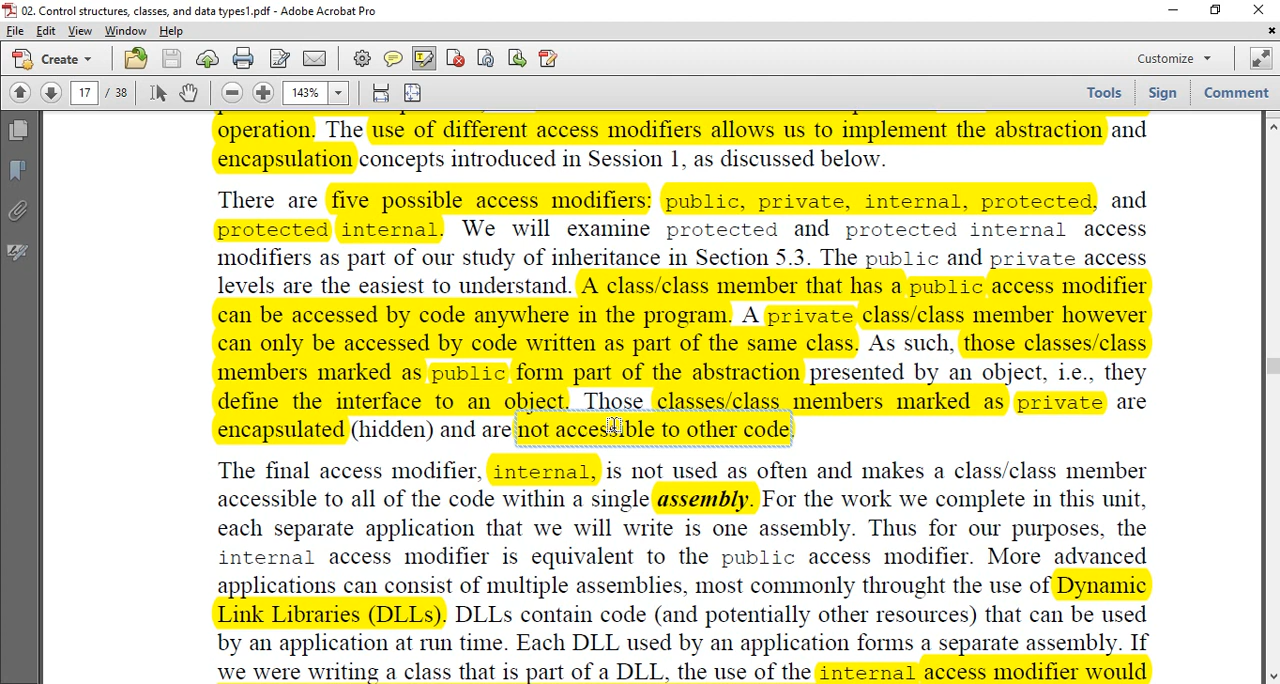 02. Control structures, classes, and data types1.pdf - Adobe Acrobat Pro
File Edit View Window Help
Create Customize
17 / 38 143% Tools Sign Comment
operation. The use of different access modifiers allows us to implement the abstraction and
encapsulation concepts introduced in Session 1, as discussed below.
There are five possible access modifiers: public, private, internal, protected, and
protected internal. We will examine protected and protected internal access
modifiers as part of our study of inheritance in Section 5.3. The public and private access
levels are the easiest to understand. A class/class member that has a public access modifier
can be accessed by code anywhere in the program. A private class/class member however
can only be accessed by code written as part of the same class. As such, those classes/class
members marked as public form part of the abstraction presented by an object, i.e., they
define the interface to an object. Those classes/class members marked as private are
encapsulated (hidden) and are not accessible to other code.
The final access modifier, internal, is not used as often and makes a class/class member
accessible to all of the code within a single assembly. For the work we complete in this unit,
each separate application that we will write is one assembly. Thus for our purposes, the
internal access modifier is equivalent to the public access modifier. More advanced
applications can consist of multiple assemblies, most commonly throught the use of Dynamic
Link Libraries (DLLs). DLLs contain code (and potentially other resources) that can be used
by an application at run time. Each DLL used by an application forms a separate assembly. If
we were writing a class that is part of a DLL, the use of the internal access modifier would